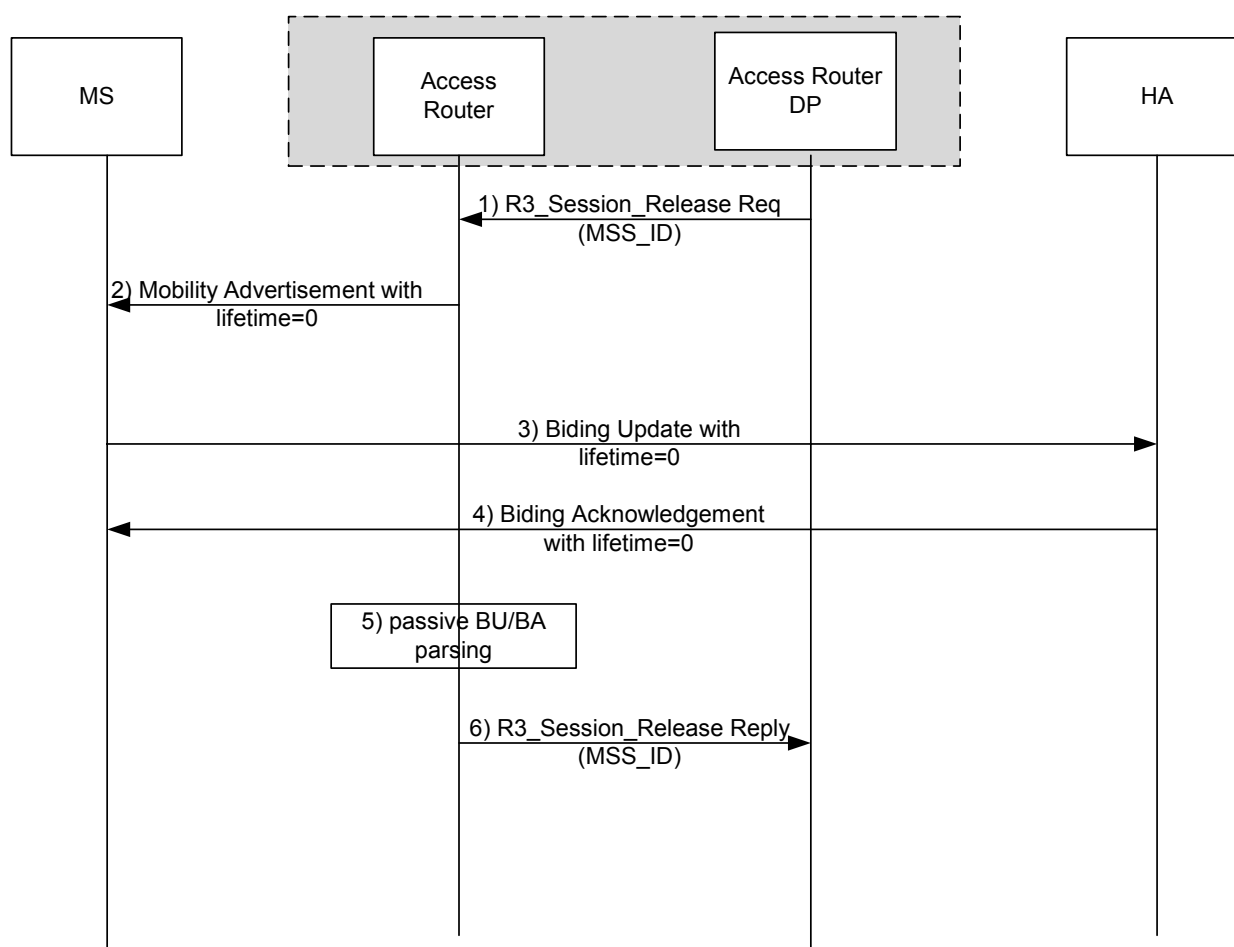 MS
Access
Router
Access Router
DP
HA
1) R3_Session_Release Req
(MSS_ID)
2) Mobility Advertisement with
lifetime=0
3) Biding Update with
lifetime=0
4) Biding Acknowledgement
with lifetime=0
5) passive BU/BA
parsing
6) R3_Session_Release Reply
(MSS_ID)